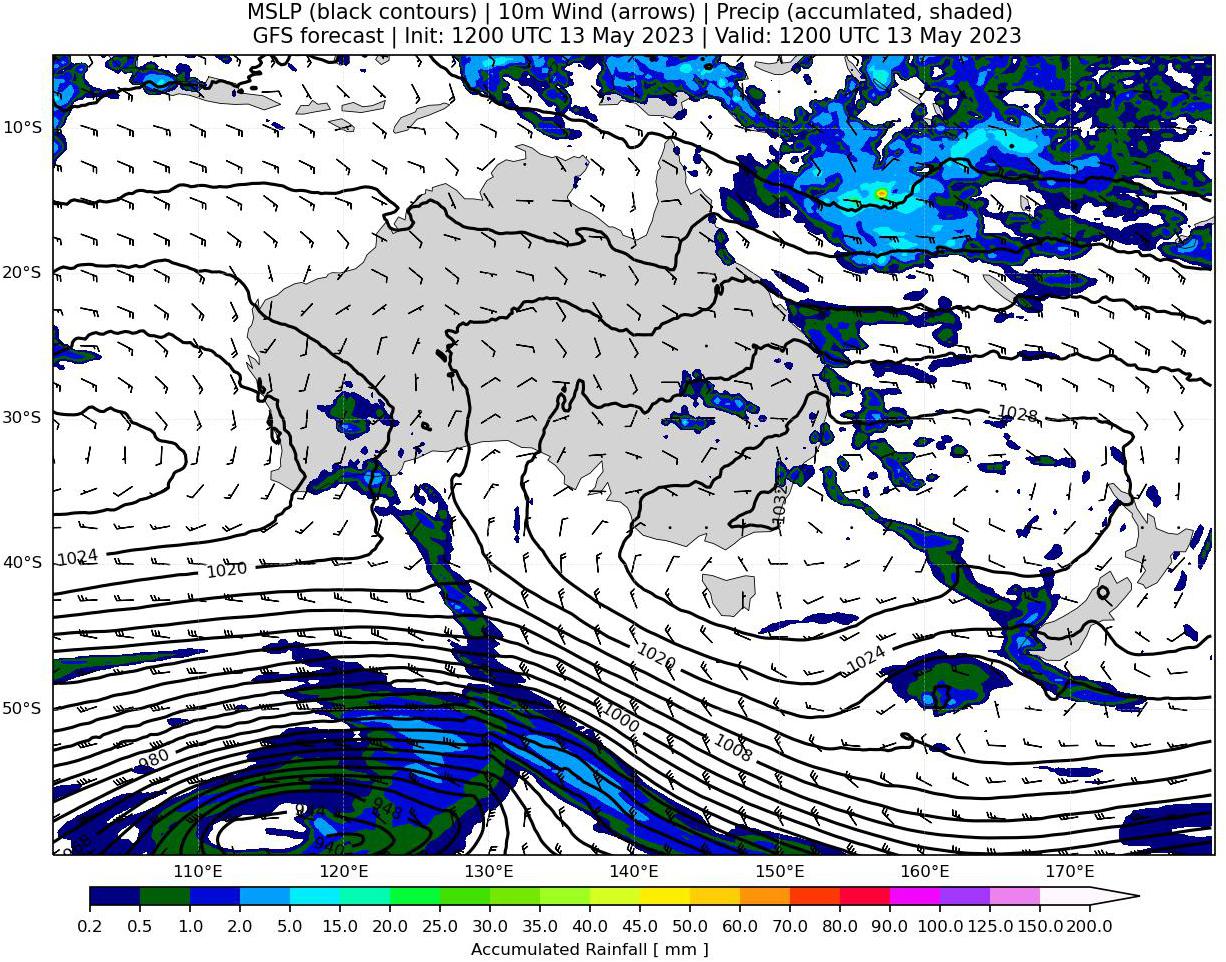 MSLP (black contours) | 10m Wind (arrows) | Precip (accumlated, shaded)
GFS forecast | Init: 1200 UTC 13 May 2023 | Valid: 1200 UTC 13 May 2023
10°S
20°S
30°S
1028
1032
40°S
1024
1020
1020
1024
50°S
1000
1008
980
948
940
110°E 120°E 130°E 140°E 150°E 160°E 170°E
0.2 0.5 1.0 2.0 5.0 10.0 15.0 20.0 25.0 30.0 35.0 40.0 45.0 50.0 60.0 70.0 80.0 90.0 100.0 125.0 150.0 200.0
Accumulated Rainfall [ mm ]